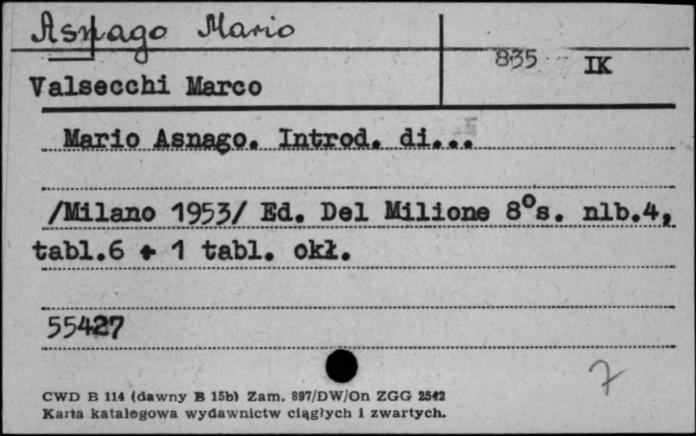 Asnago Mario
835 IK
Valsecchi Marco
Mario Asnago. Introd. di...
/Milano 1953/ Ed. Del Milione 8°s. nlb.4,
tabl.6 + 1 tabl. okł.
55427
7
CWD B 114 (dawny B 15b) Zam. 897/DW/On ZGG 2542
Karta katalogowa wydawnictw ciągłych i zwartych.